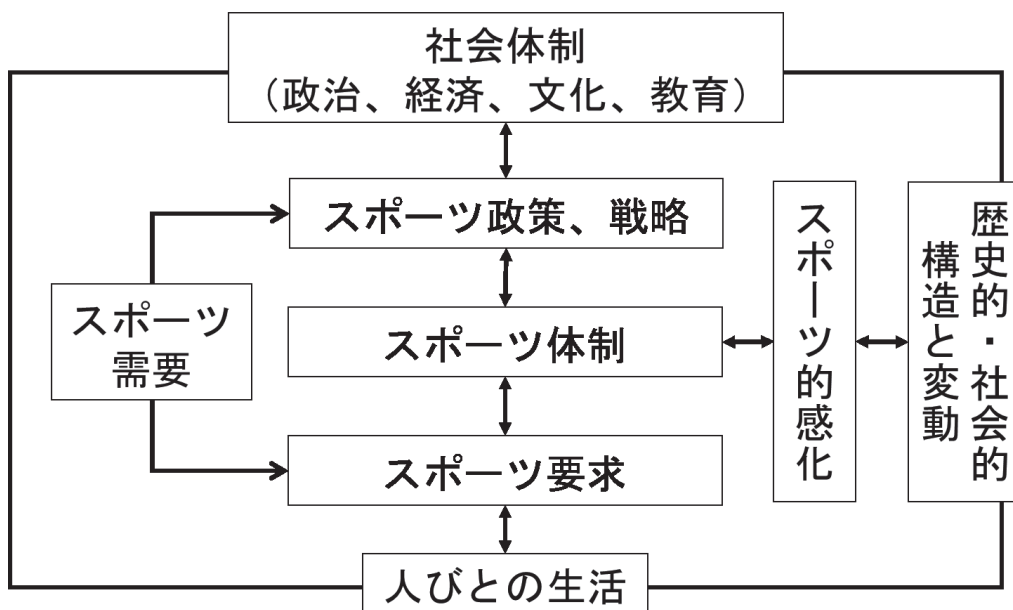 社会体制
（政治、経済、文化、教育）
スポーツ政策、戦略
スポーツ
需要
スポーツ体制
スポーツ要求
人びとの生活
スポーツ的感化
歴史的・社会的
構造と変動